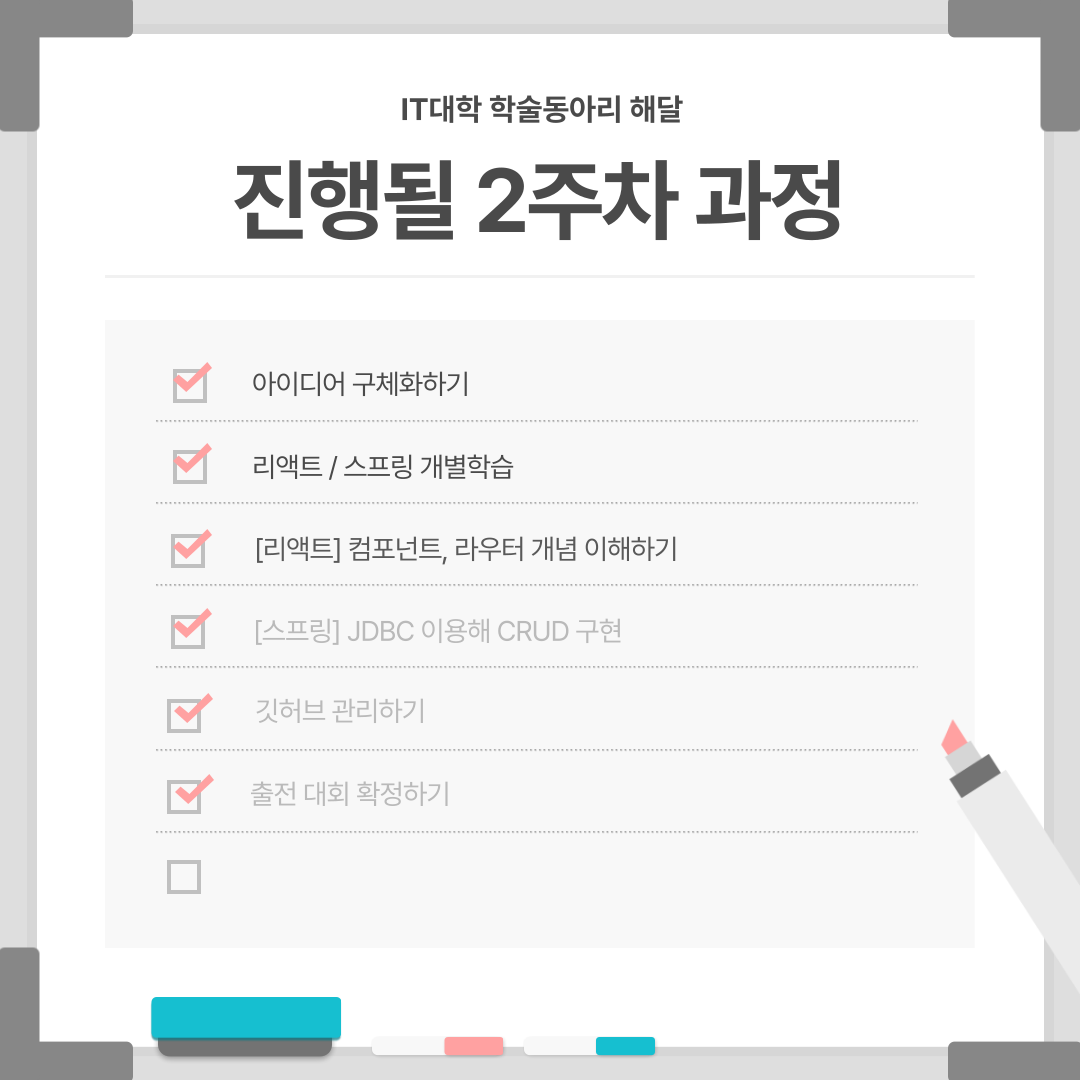 IT대학 학술동아리 해달
진행될 2주차 과정
아이디어 구체화하기
리액트 / 스프링 개별학습
[리액트] 컴포넌트, 라우터 개념 이해하기
[스프링] JDBC 이용해 CRUD 구현
깃허브 관리하기
출전 대회 확정하기